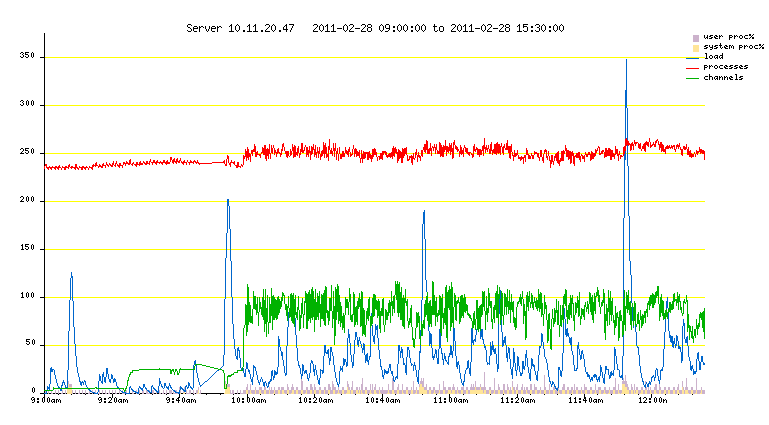 Server 10.11.20.47 2011-02-28 09:00:00 to 2011-02-28 15:30:00
user proc%
system proc%
load
processes
channels
350
300
250
200
150
100
50
0
9:00am 9:20am 9:40am 10:00am 10:20am 10:40am 11:00am 11:20am 11:40am 12:00am